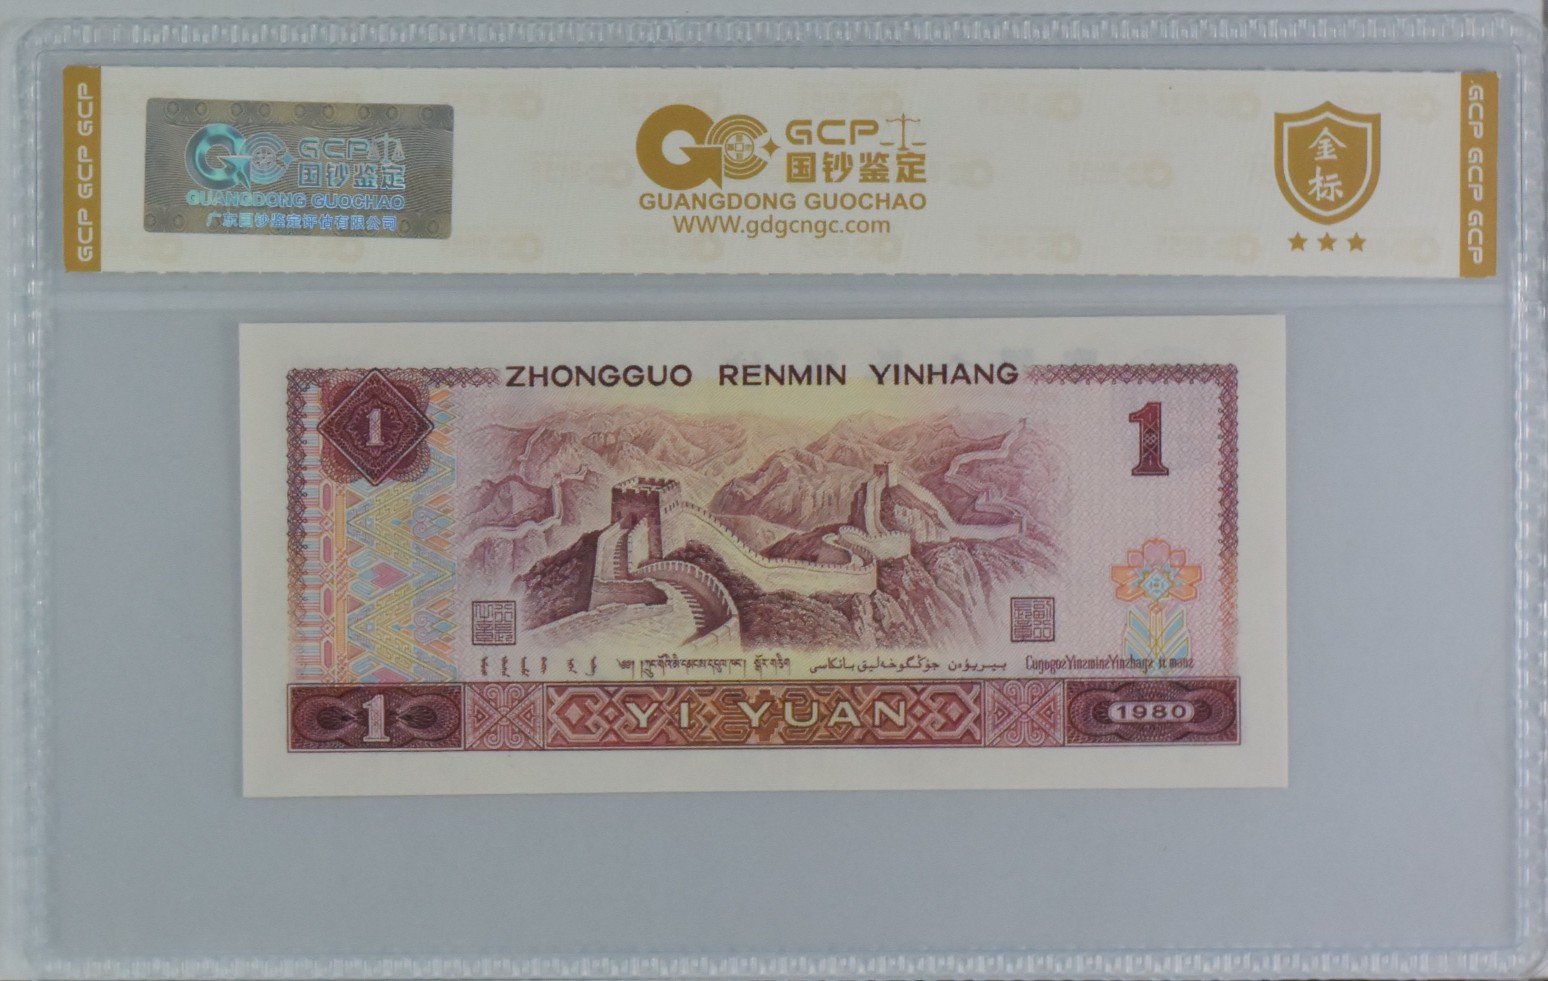 GCP GCP GCP
GCP
国钞鉴定
GUANGDONG GUOCHAO
广东国钞鉴定评估有限公司
GCP
国钞鉴定
GUANGDONG GUOCHAO
WWW.gdgcngc.com
金标
GCP GCP GCP
ZHONGGUO RENMIN YINHANG
1
1
1 YI YUAN 1980